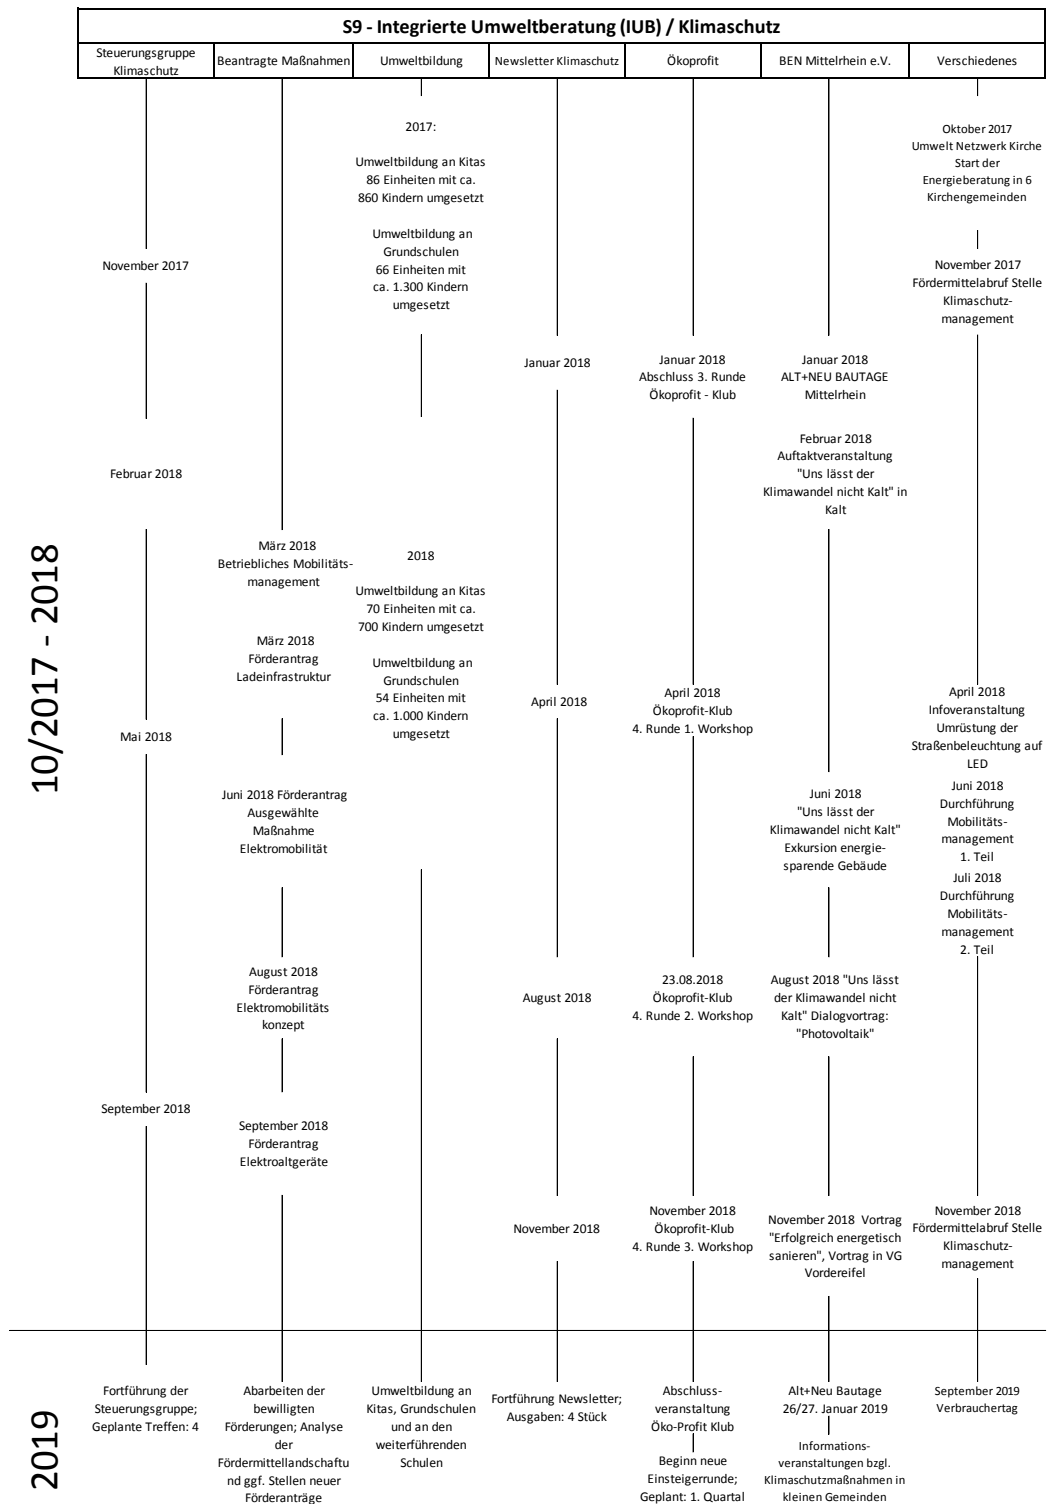 S9 - Integrierte Umweltberatung (IUB) / Klimaschutz
Steuerungsgruppe
Klimaschutz
Beantragte Maßnahmen
Umweltbildung
Newsletter Klimaschutz
Ökoprofit
BEN Mittelrhein e.V.
Verschiedenes
10/2017 - 2018
November 2017
Februar 2018
Mai 2018
September 2018
März 2018
Betriebliches Mobilitäts-
management
März 2018
Förderantrag
Ladeinfrastruktur
Juni 2018 Förderantrag
Ausgewählte
Maßnahme
Elektromobilität
August 2018
Förderantrag
Elektromobilitäts
konzept
September 2018
Förderantrag
Elektroaltgeräte
2017:
Umweltbildung an Kitas
86 Einheiten mit ca.
860 Kindern umgesetzt
Umweltbildung an
Grundschulen
66 Einheiten mit
ca. 1.300 Kindern
umgesetzt
2018
Umweltbildung an Kitas
70 Einheiten mit ca.
700 Kindern umgesetzt
Umweltbildung an
Grundschulen
54 Einheiten mit
ca. 1.000 Kindern
umgesetzt
Januar 2018
April 2018
August 2018
November 2018
Januar 2018
Abschluss 3. Runde
Ökoprofit - Klub
April 2018
Ökoprofit-Klub
4. Runde 1. Workshop
23.08.2018
Ökoprofit-Klub
4. Runde 2. Workshop
November 2018
Ökoprofit-Klub
4. Runde 3. Workshop
Januar 2018
ALT+NEU BAUTAGE
Mittelrhein
Februar 2018
Auftaktveranstaltung
"Uns lässt der
Klimawandel nicht Kalt" in
Kalt
Juni 2018
"Uns lässt der
Klimawandel nicht Kalt"
Exkursion energie-
sparende Gebäude
August 2018 "Uns lässt
der Klimawandel nicht
Kalt" Dialogvortrag:
"Photovoltaik"
November 2018 Vortrag
"Erfolgreich energetisch
sanieren", Vortrag in VG
Vordereifel
Oktober 2017
Umwelt Netzwerk Kirche
Start der
Energieberatung in 6
Kirchengemeinden
November 2017
Fördermittelabruf Stelle
Klimaschutz-
management
April 2018
Infoveranstaltung
Umrüstung der
Straßenbeleuchtung auf
LED
Juni 2018
Durchführung
Mobilitäts-
management
1. Teil
Juli 2018
Durchführung
Mobilitäts-
management
2. Teil
November 2018
Fördermittelabruf Stelle
Klimaschutz-
management
2019
Fortführung der
Steuerungsgruppe;
Geplante Treffen: 4
Abarbeiten der
bewilligten
Förderungen; Analyse
der
Fördermittellandschaftu
nd ggf. Stellen neuer
Förderanträge
Umweltbildung an
Kitas, Grundschulen
und an den
weiterführenden
Schulen
Fortführung Newsletter;
Ausgaben: 4 Stück
Abschluss-
veranstaltung
Öko-Profit Klub
Beginn neue
Einsteigerrunde;
Geplant: 1. Quartal
Alt+Neu Bautage
26/27. Januar 2019
Informations-
veranstaltungen bzgl.
Klimaschutzmaßnahmen in
kleinen Gemeinden
September 2019
Verbrauchertag